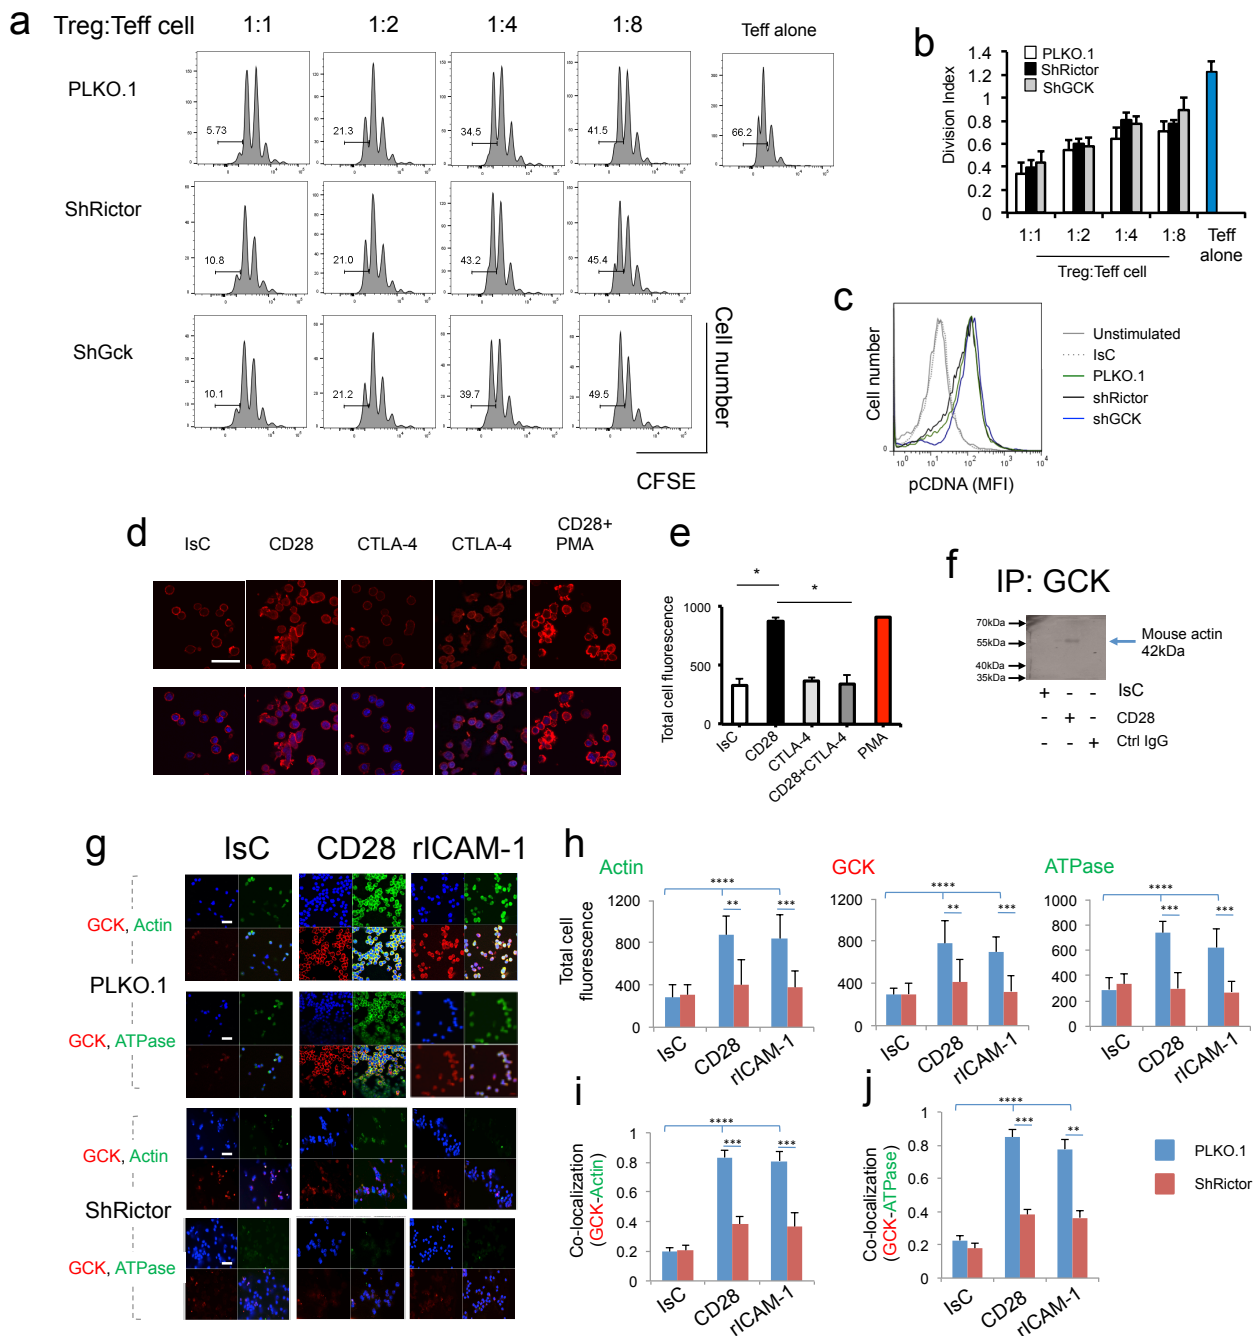 a
Treg:Teff cell 1:1 1:2 1:4 1:8 Teff alone
PLKO.1
5.73 21.3 34.5 41.5 66.2
ShRictor
10.8 21.0 43.2 45.4
ShGck
10.1 21.2 39.7 49.5
Cell number
CFSE
b
Division Index
1.4
1.2
1
0.8
0.6
0.4
0.2
0
PLKO.1
ShRictor
ShGCK
1:1 1:2 1:4 1:8 Teff alone
Treg:Teff cell
c
Cell number
0
10⁰ 10¹ 10² 10³ 10⁴
pCDNA (MFI)
Unstimulated
IsC
PLKO.1
shRictor
shGCK
d
IsC CD28 CTLA-4 CTLA-4 CD28+ PMA
e
Total cell fluorescence
1000
500
0
* *
IsC CD28 CTLA-4 CD28+CTLA-4 PMA
f
IP: GCK
70kDa
55kDa
40kDa
35kDa
Mouse actin
42kDa
+ - - IsC
- + - CD28
- - + Ctrl IgG
g
IsC CD28 rICAM-1
GCK, Actin
PLKO.1
GCK, ATPase
GCK, Actin
ShRictor
GCK, ATPase
h
Actin
Total cell
fluorescence
1200
800
400
0
**** ** ***
IsC CD28 rICAM-1
GCK
1200
800
400
0
**** ** ***
IsC CD28 rICAM-1
ATPase
1000
800
600
400
200
0
**** *** ***
IsC CD28 rICAM-1
i
Co-localization
(GCK-Actin)
1
0.8
0.6
0.4
0.2
0
**** *** ***
IsC CD28 rICAM-1
j
Co-localization
(GCK-ATPase)
1
0.8
0.6
0.4
0.2
0
**** *** **
IsC CD28 rICAM-1
PLKO.1
ShRictor